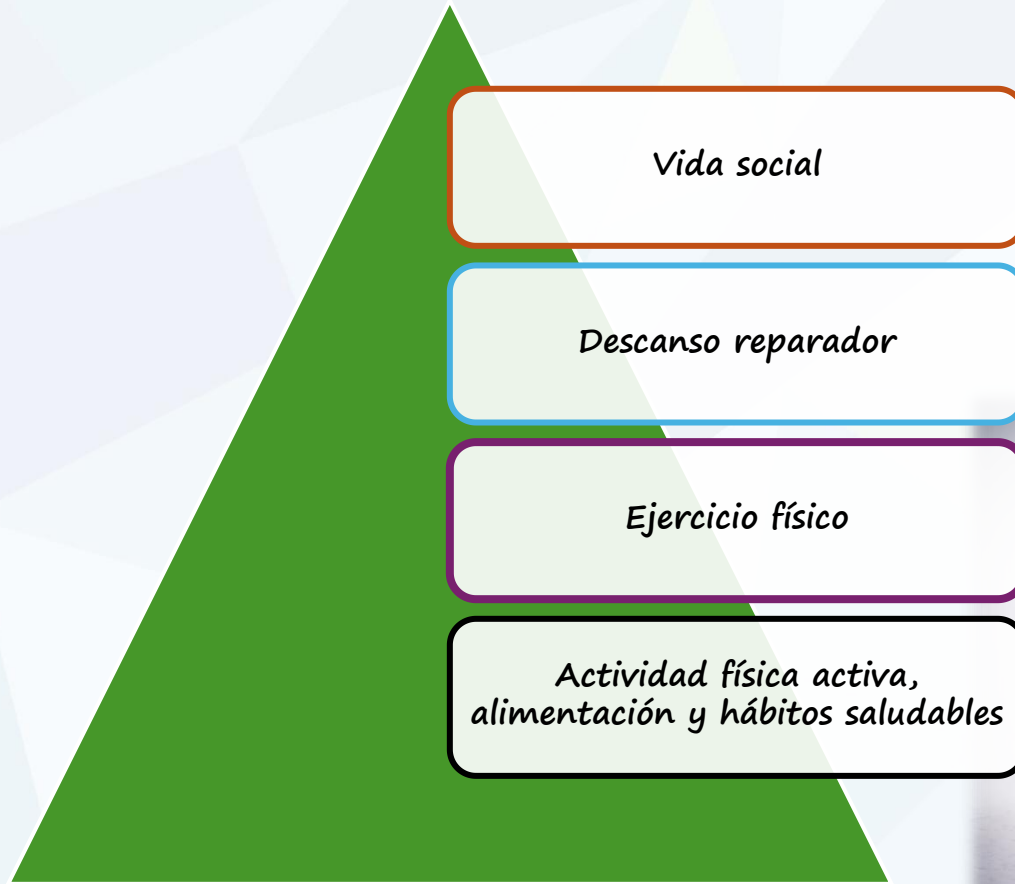 Vida social
Descanso reparador
Ejercicio físico
Actividad física activa,
alimentación y hábitos saludables